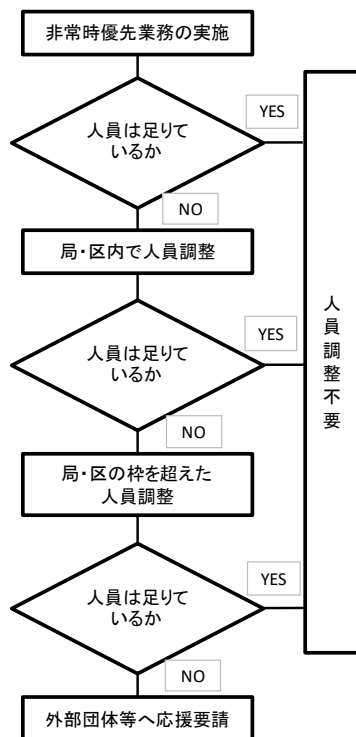 非常時優先業務の実施
人員は足りて
いるか
YES
NO
局・区内で人員調整
人員は足りて
いるか
YES
NO
局・区の枠を超えた
人員調整
人員は足りて
いるか
YES
NO
外部団体等へ応援要請
人員調整不要